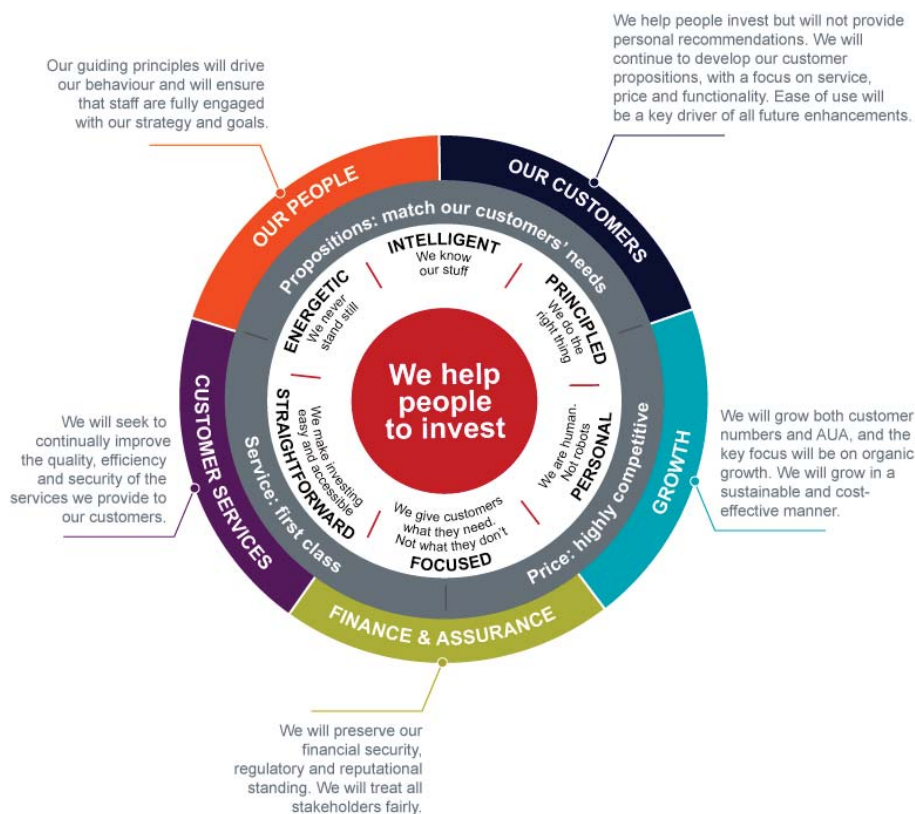 We help people invest but will not provide
personal recommendations. We will
continue to develop our customer
propositions, with a focus on service,
price and functionality. Ease of use will
be a key driver of all future enhancements.
Our guiding principles will drive
our behaviour and will ensure
that staff are fully engaged
with our strategy and goals.
OUR PEOPLE
OUR CUSTOMERS
Propositions: match our customers' needs
INTELLIGENT
We know
our stuff
ENERGETIC
We never
stand still
PRINCIPLED
We do the
right thing
We help
people
to invest
CUSTOMER SERVICES
We will seek to
continually improve
the quality, efficiency
and security of the
services we provide to
our customers.
Service: first class
STRAIGHTFORWARD
We make investing
easy and accessible
We give customers
what they need.
Not what they don't
FOCUSED
We are human.
Not robots
PERSONAL
Price: highly competitive
GROWTH
We will grow both customer
numbers and AUA, and the
key focus will be on organic
growth. We will grow in a
sustainable and cost-
effective manner.
FINANCE & ASSURANCE
We will preserve our
financial security,
regulatory and reputational
standing. We will treat all
stakeholders fairly.